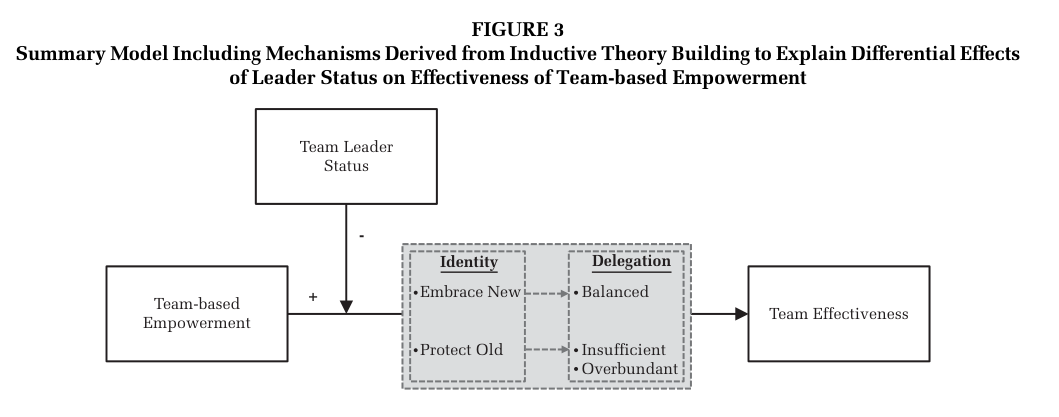 FIGURE 3
Summary Model Including Mechanisms Derived from Inductive Theory Building to Explain Differential Effects
of Leader Status on Effectiveness of Team-based Empowerment
Team Leader
Status
-
Identity
Delegation
+
•Embrace New
•Balanced
Team-based
Empowerment
Team Effectiveness
•Protect Old
•Insufficient
•Overbundant